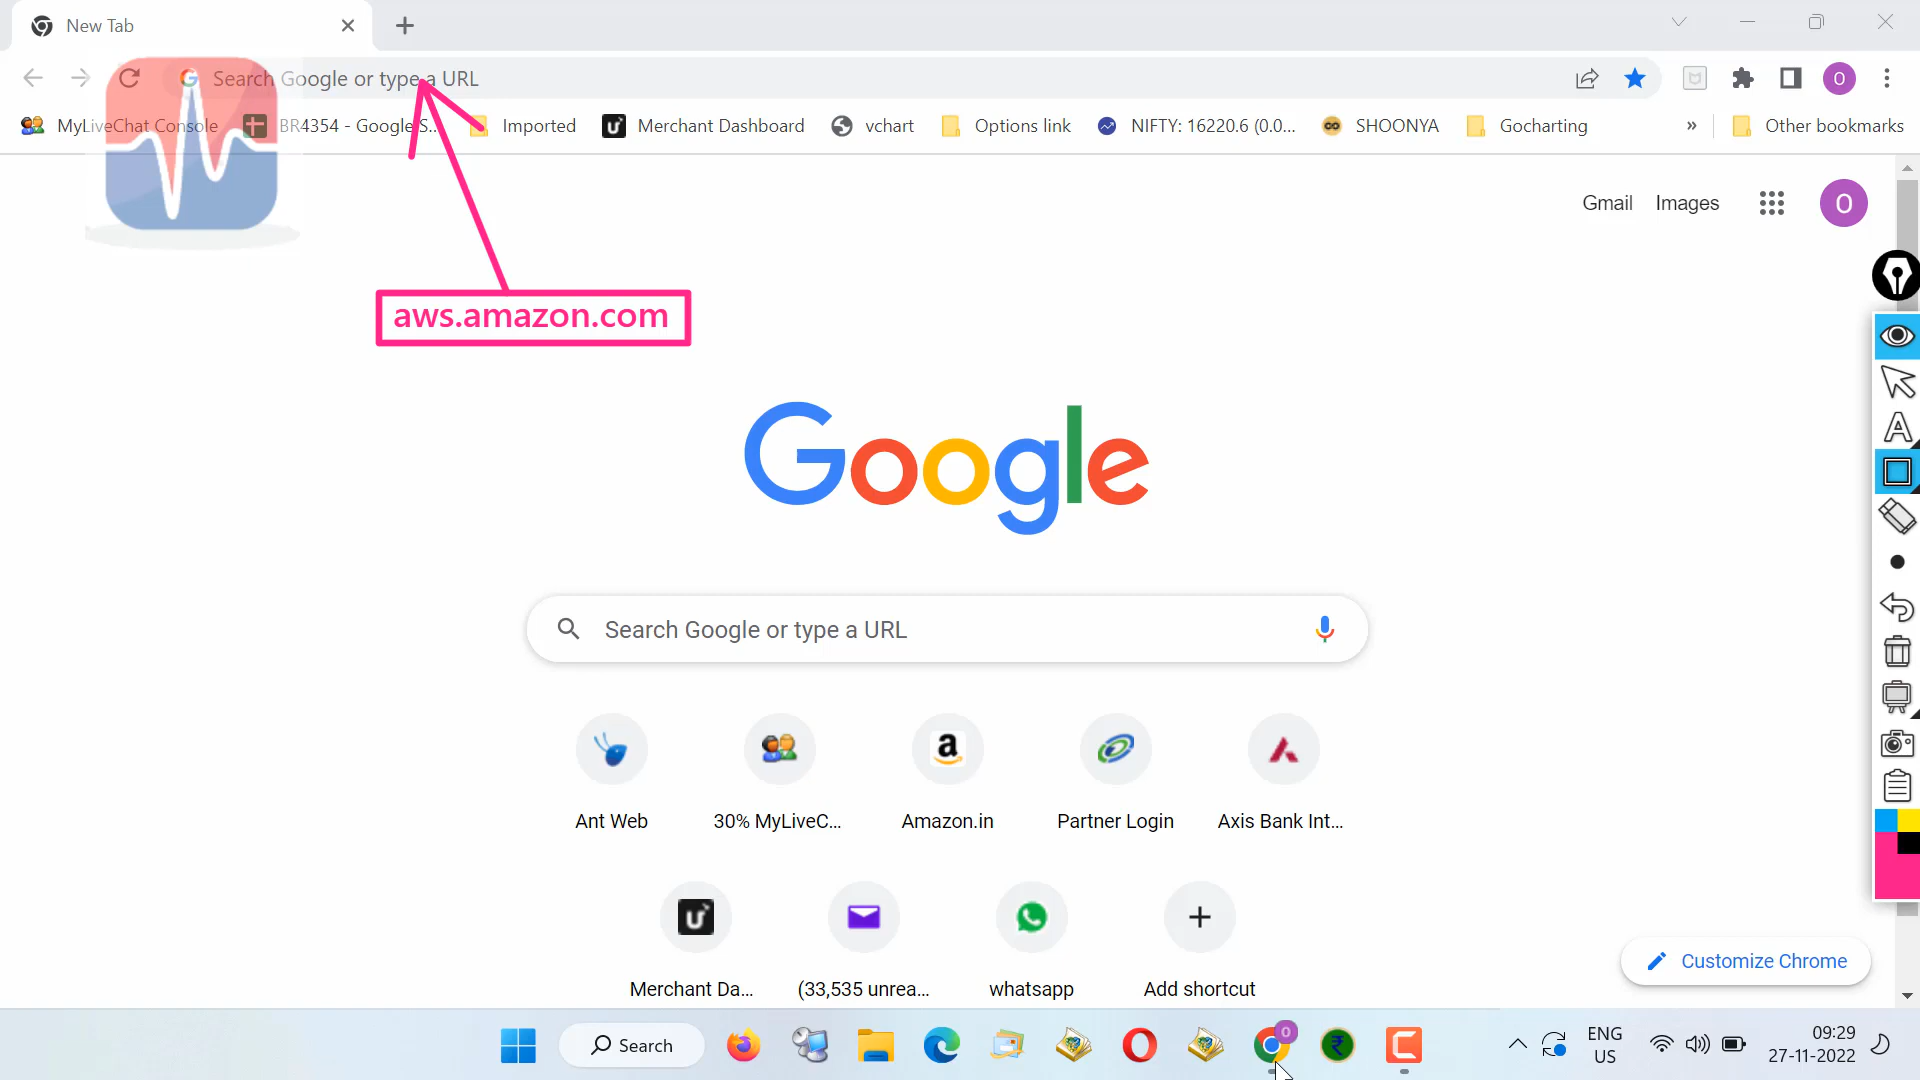 New Tab
Search Google or type a URL
MyLiveChat Console
BR4354 - Google S...
Imported
Merchant Dashboard
vchart
Options link
NIFTY: 16220.6 (0.0...
SHOONYA
Gocharting
»
Other bookmarks
O
Gmail
Images
O
aws.amazon.com
Google
Search Google or type a URL
Ant Web
30% MyLiveC...
Amazon.in
Partner Login
Axis Bank Int...
Merchant Da...
(33,535 unrea...
whatsapp
Add shortcut
Customize Chrome
Search
ENG
US
09:29
27-11-2022